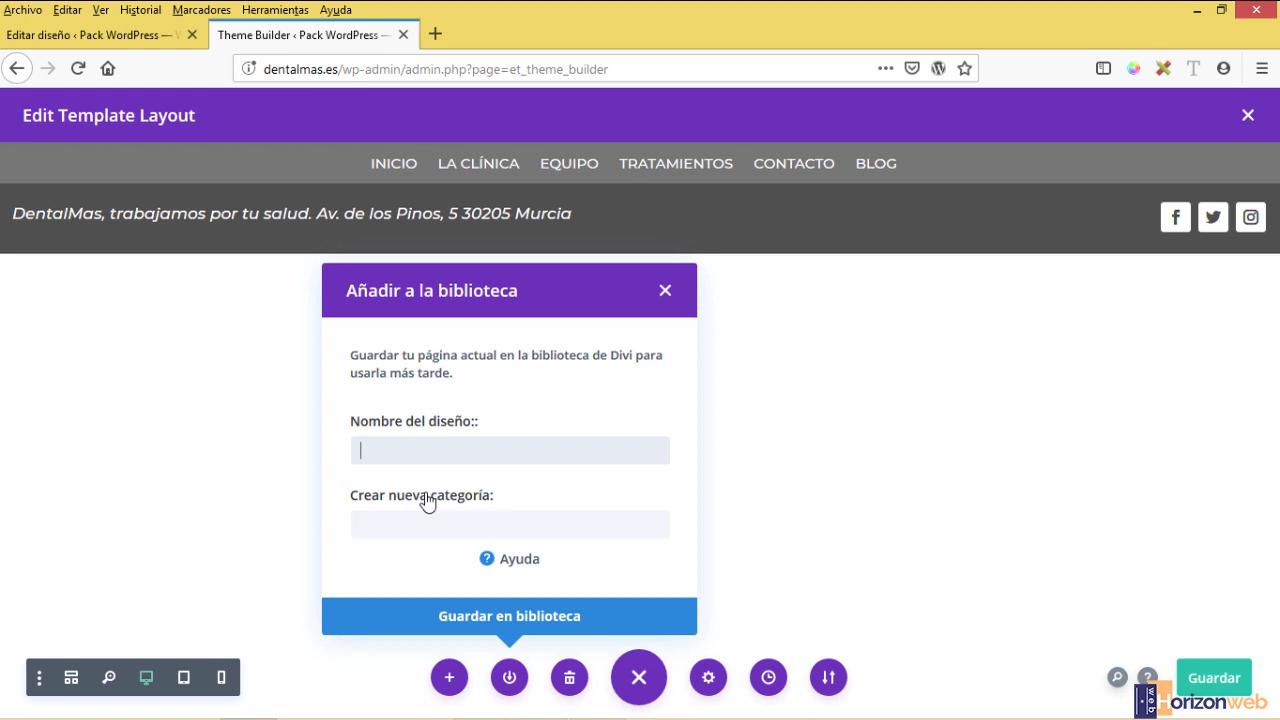 Archivo Editar Ver Historial Marcadores Herramientas Ayuda
Editar diseño ‹ Pack WordPress —
Theme Builder ‹ Pack WordPress —
dentalmas.es/wp-admin/admin.php?page=et_theme_builder
Edit Template Layout
INICIO LA CLÍNICA EQUIPO TRATAMIENTOS CONTACTO BLOG
DentalMas, trabajamos por tu salud. Av. de los Pinos, 5 30205 Murcia
Añadir a la biblioteca
Guardar tu página actual en la biblioteca de Divi para
usarla más tarde.
Nombre del diseño::
Crear nueva categoría:
Ayuda
Guardar en biblioteca
Guardar
web Horizonweb